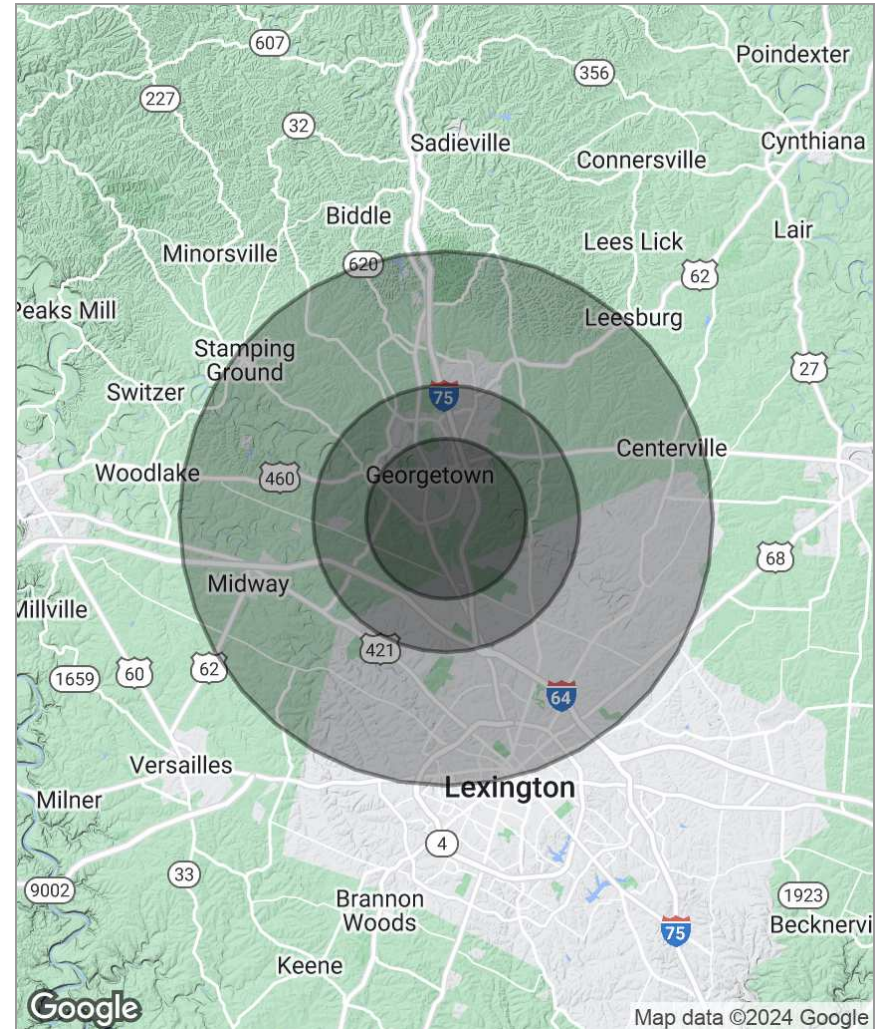 607
Poindexter
356
227
32
Sadieville
Cynthiana
Connersville
Biddle
Lair
Lees Lick
Minorsville
620
62
Peaks Mill
Leesburg
Stamping
Ground
27
Switzer
75
Centerville
Woodlake
460
Georgetown
68
Midway
Millville
421
62
1659
60
64
Versailles
Lexington
Milner
4
33
9002
1923
Brannon
Woods
Becknervi
75
Keene
Google
Map data ©2024 Google